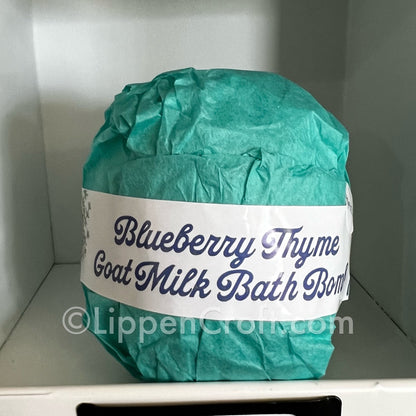 Blueberry Thyme
Goat Milk Bath Bom
©LippenCroft.com